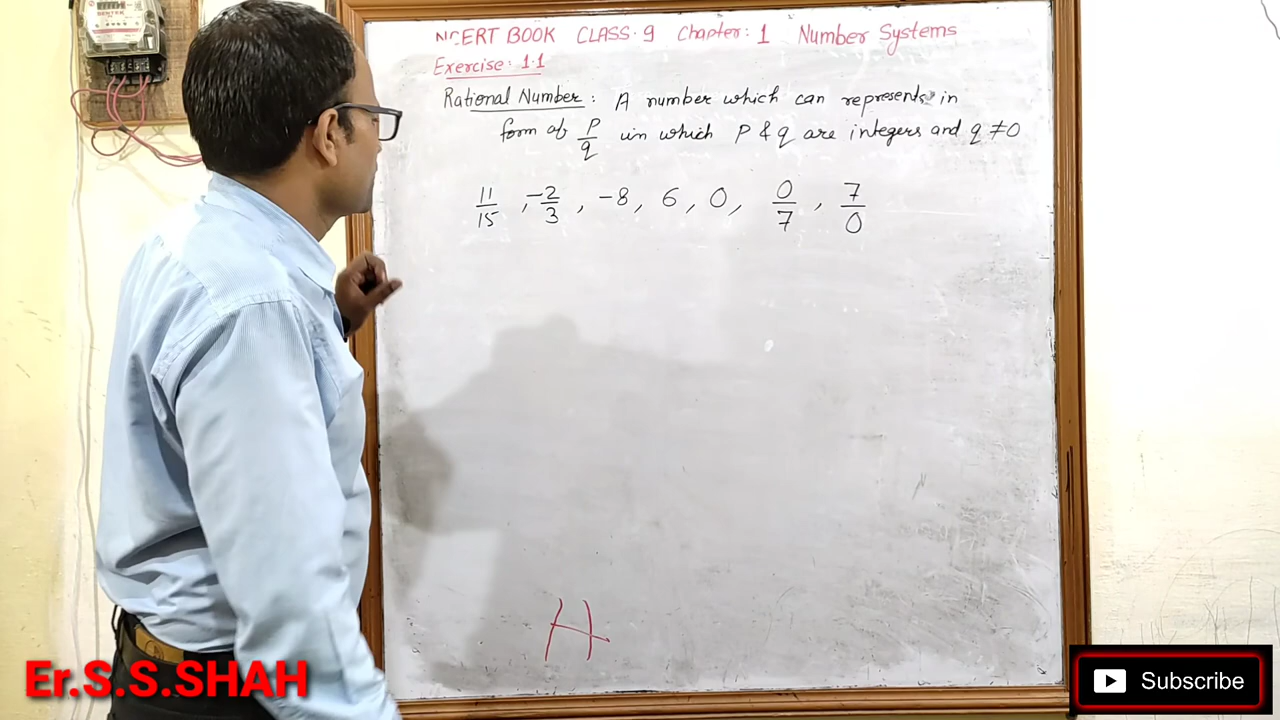 NCERT BOOK CLASS·9 Chapter: 1 Number Systems
Exercise: 1.1
Rational Number: A number which can represents in
form of p/q in which p & q are integers and q ≠ 0
11/15, -2/3, -8, 6, 0, 0/7, 7/0
H
Er.S.S.SHAH
Subscribe